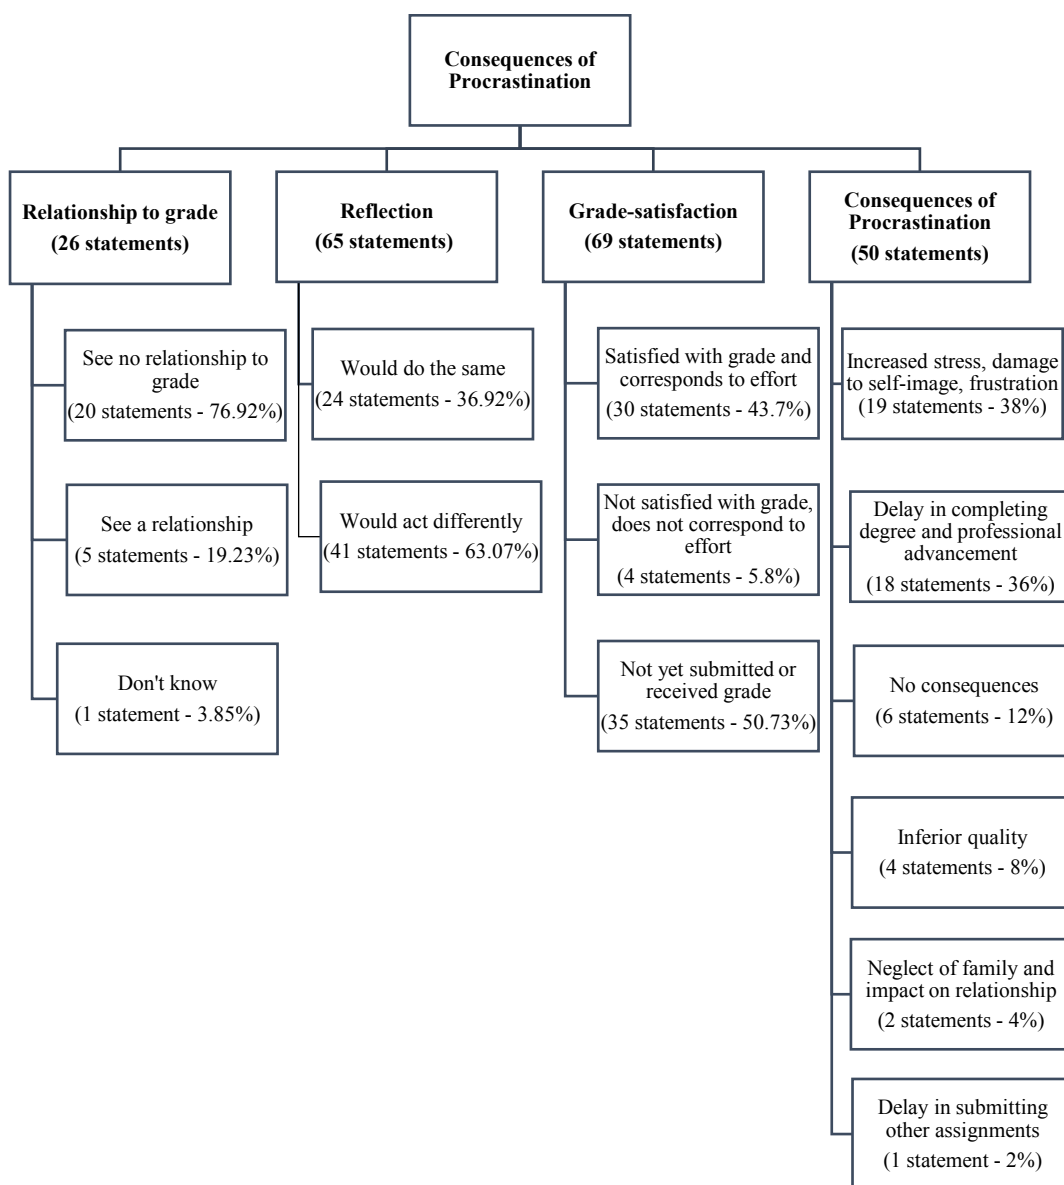 Consequences of
Procrastination
Relationship to grade
(26 statements)
See no relationship to
grade
(20 statements - 76.92%)
See a relationship
(5 statements - 19.23%)
Don't know
(1 statement - 3.85%)
Reflection
(65 statements)
Would do the same
(24 statements - 36.92%)
Would act differently
(41 statements - 63.07%)
Grade-satisfaction
(69 statements)
Satisfied with grade and
corresponds to effort
(30 statements - 43.7%)
Not satisfied with grade,
does not correspond to
effort
(4 statements - 5.8%)
Not yet submitted or
received grade
(35 statements - 50.73%)
Consequences of
Procrastination
(50 statements)
Increased stress, damage
to self-image, frustration
(19 statements - 38%)
Delay in completing
degree and professional
advancement
(18 statements - 36%)
No consequences
(6 statements - 12%)
Inferior quality
(4 statements - 8%)
Neglect of family and
impact on relationship
(2 statements - 4%)
Delay in submitting
other assignments
(1 statement - 2%)